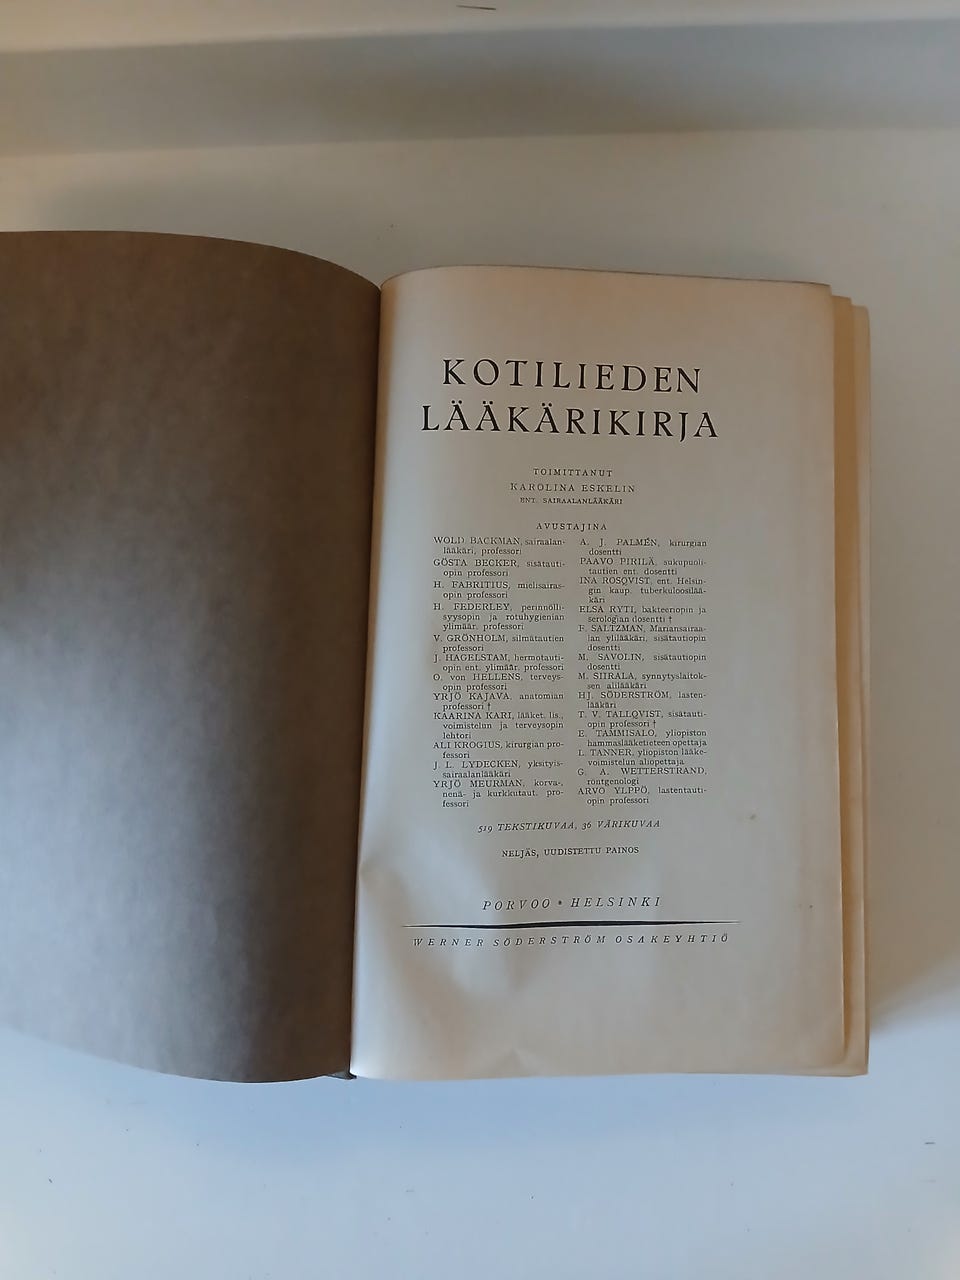 KOTILIEDEN
LÄÄKÄRIKIRJA
TOIMITTANUT
KAROLINA ESKELIN
ENT. SAIRAALANLÄÄKÄRI
AVUSTAJINA
WOLD. BACKMAN, sairaalan-
lääkäri, professori
GÖSTA BECKER, sisätauti-
opin professori
H. FABRITIUS, mielisairas-
opin professori
H. FEDERLEY, perinnölli-
syysopin ja rotuhygienian
ylimäär. professori
V. GRÖNHOLM, silmätautien
professori
J. HAGELSTAM, hermotauti-
opin ent. ylimäär. professori
O. von HELLENS, terveys-
opin professori
YRJÖ KAJAVA, anatomian
professori †
KAARINA KARI, lääket. lis.,
voimistelun ja terveysopin
lehtori
ALI KROGIUS, kirurgian pro-
fessori
J. L. LYDECKEN, yksityis-
sairaalanlääkäri
YRJÖ MEURMAN, korva-,
nenä- ja kurkkutaut. pro-
fessori
A. J. PALMÉN, kirurgian
dosentti
PAAVO PIRILÄ, sukupuoli-
tautien ent. dosentti
INA ROSQVIST, ent. Helsin-
gin kaup. tuberkuloosilää-
käri
ELSA RYTI, bakteeriopin ja
serologian dosentti †
F. SALTZMAN, Mariansairaa-
lan ylilääkäri, sisätautiopin
dosentti
M. SAVOLIN, sisätautiopin
dosentti
M. SIIRALA, synnytyslaitok-
sen alilääkäri
HJ. SÖDERSTRÖM, lasten-
lääkäri
T. V. TALLQVIST, sisätauti-
opin professori †
E. TAMMISALO, yliopiston
hammaslääketieteen opettaja
L. TANNER, yliopiston lääke-
voimistelun aliopettaja
G. A. WETTERSTRAND,
röntgenologi
ARVO YLPPÖ, lastentauti-
opin professori
519 TEKSTIKUVAA, 36 VÄRIKUVAA
NELJÄS, UUDISTETTU PAINOS
PORVOO • HELSINKI
WERNER SÖDERSTRÖM OSAKEYHTIÖ